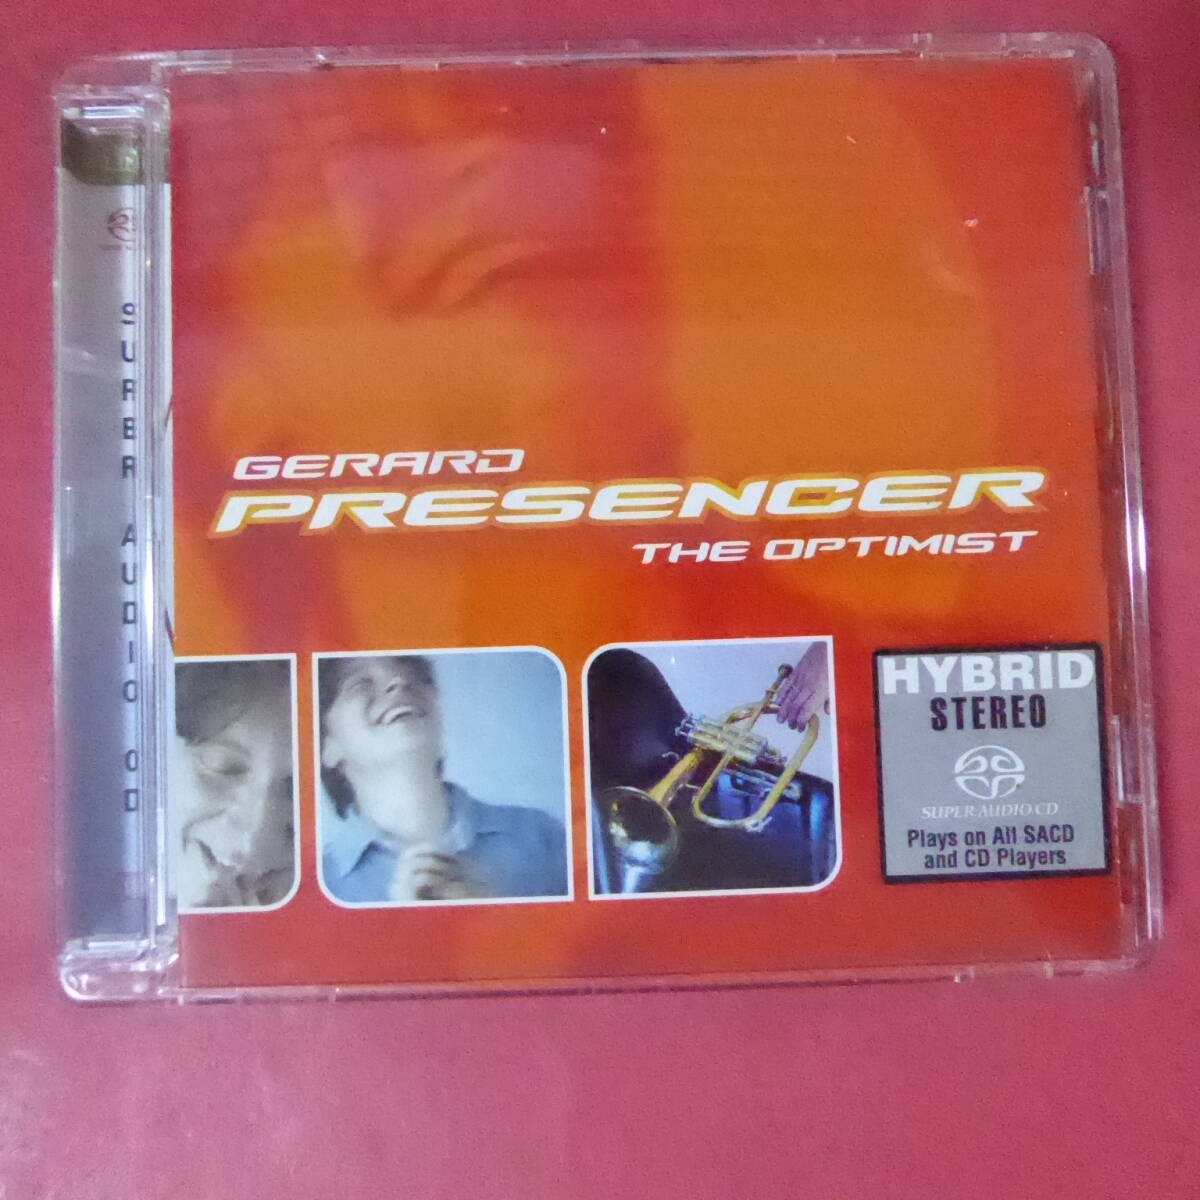 GERARD
PRESENCER
THE OPTIMIST
HYBRID
STEREO
SUPER AUDIO CD
Plays on All SACD
and CD Players
SUPER AUDIO CD